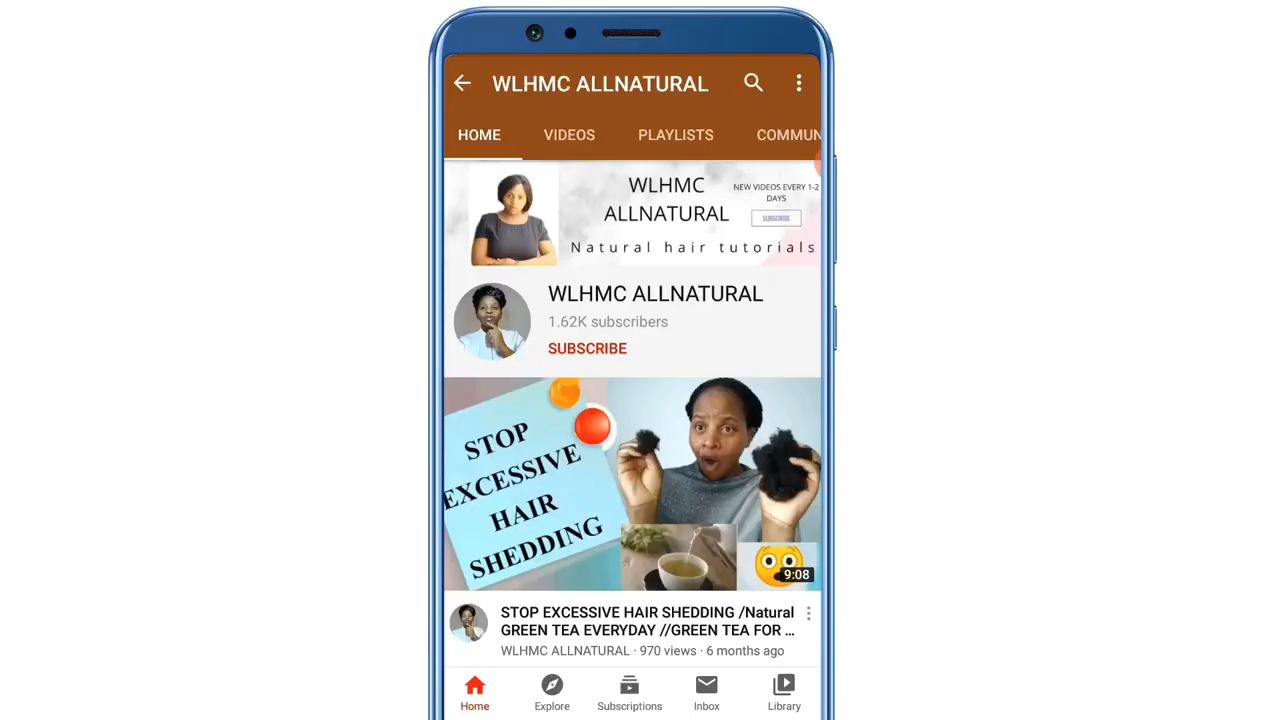 WLHMC ALLNATURAL
HOME VIDEOS PLAYLISTS COMMUN
WLHMC
ALLNATURAL
NEW VIDEOS EVERY 1-2
DAYS
SUBSCRIBE
Natural hair tutorials
WLHMC ALLNATURAL
1.62K subscribers
SUBSCRIBE
STOP
EXCESSIVE
HAIR
SHEDDING
9:08
STOP EXCESSIVE HAIR SHEDDING /Natural
GREEN TEA EVERYDAY //GREEN TEA FOR ...
WLHMC ALLNATURAL · 970 views · 6 months ago
Home Explore Subscriptions Inbox Library